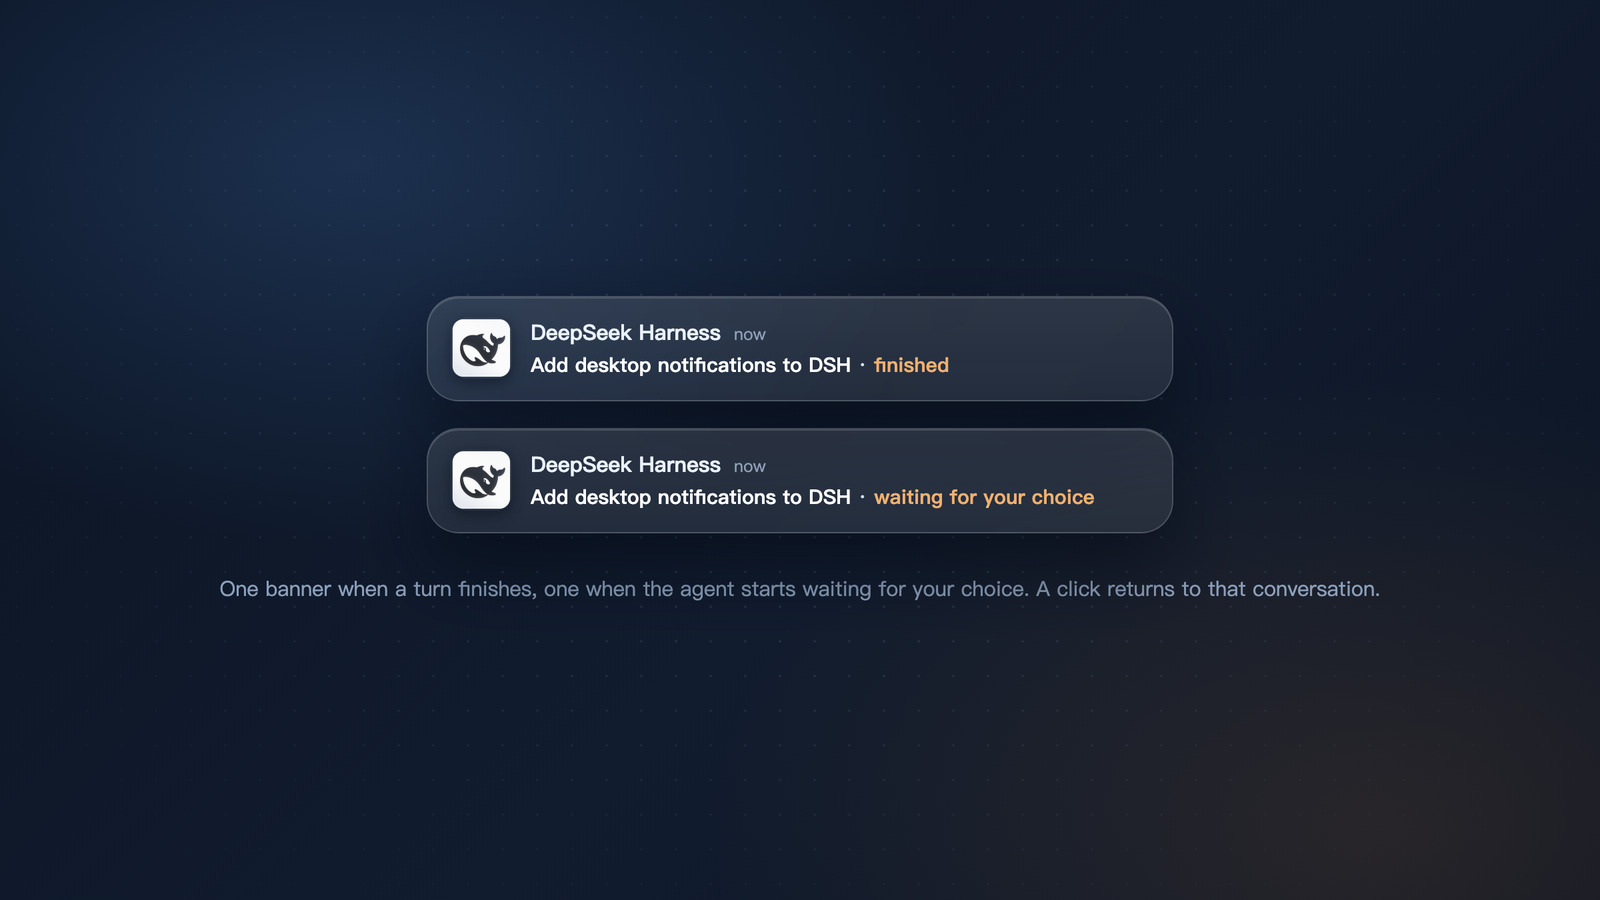 DeepSeek Harness now
Add desktop notifications to DSH · finished
DeepSeek Harness now
Add desktop notifications to DSH · waiting for your choice
One banner when a turn finishes, one when the agent starts waiting for your choice. A click returns to that conversation.